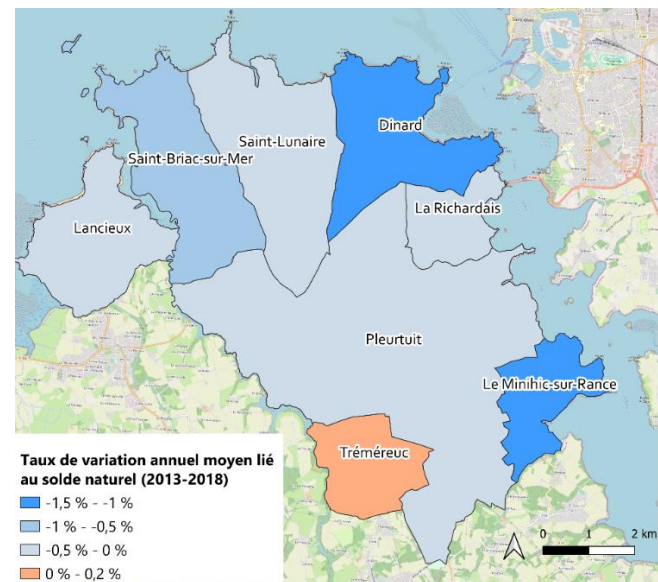 Dinard
Saint-Lunaire
Saint-Briac-sur-Mer
La Richardais
Lancieux
Pleurtuit
Le Minihic-sur-Rance
Tréméreuc
Taux de variation annuel moyen lié
au solde naturel (2013-2018)
-1,5 % - -1 %
-1 % - -0,5 %
-0,5 % - 0 %
0 % - 0,2 %
0 1 2 km